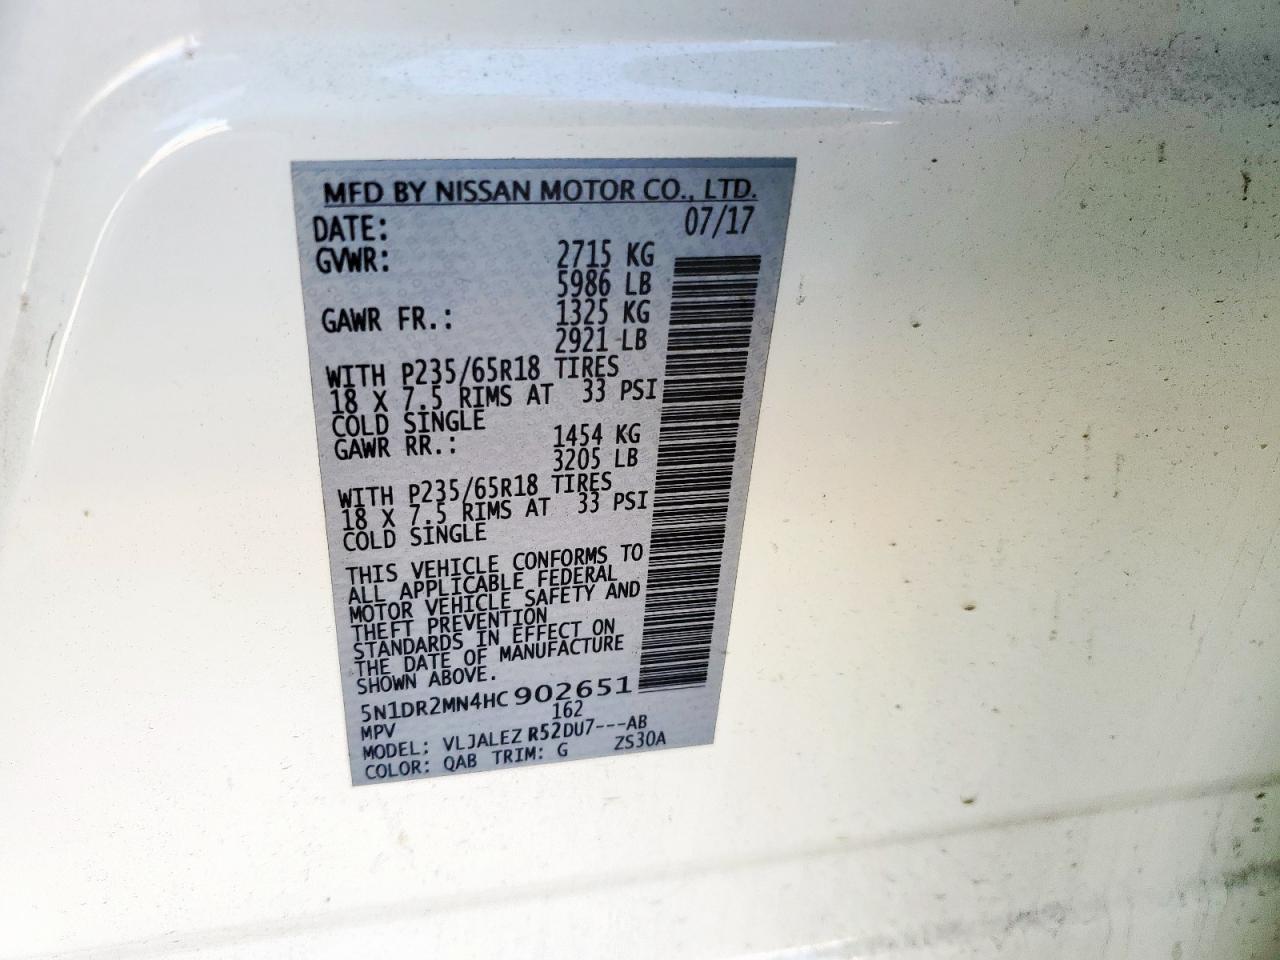 MFD BY NISSAN MOTOR CO., LTD.
DATE: 07/17
GVWR: 2715 KG
5986 LB
GAWR FR.: 1325 KG
2921 LB
WITH P235/65R18 TIRES
18 X 7.5 RIMS AT 33 PSI
COLD SINGLE
GAWR RR.: 1454 KG
3205 LB
WITH P235/65R18 TIRES
18 X 7.5 RIMS AT 33 PSI
COLD SINGLE
THIS VEHICLE CONFORMS TO
ALL APPLICABLE FEDERAL
MOTOR VEHICLE SAFETY AND
THEFT PREVENTION
STANDARDS IN EFFECT ON
THE DATE OF MANUFACTURE
SHOWN ABOVE.
5N1DR2MN4HC902651
MPV 162
MODEL: VLJALEZ R52DU7---AB
COLOR: QAB TRIM: G ZS30A